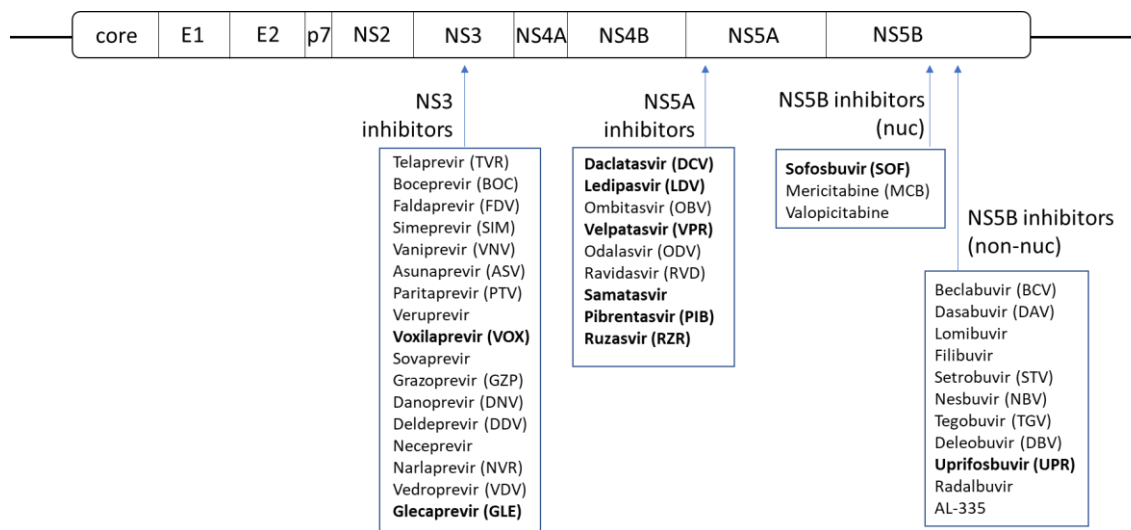 core E1 E2 p7 NS2 NS3 NS4A NS4B NS5A NS5B
NS3
inhibitors
Telaprevir (TVR)
Boceprevir (BOC)
Faldaprevir (FDV)
Simeprevir (SIM)
Vaniprevir (VNV)
Asunaprevir (ASV)
Paritaprevir (PTV)
Veruprevir
Voxilaprevir (VOX)
Sovaprevir
Grazoprevir (GZP)
Danoprevir (DNV)
Deldeprevir (DDV)
Neceprevir
Narlaprevir (NVR)
Vedroprevir (VDV)
Glecaprevir (GLE)
NS5A
inhibitors
Daclatasvir (DCV)
Ledipasvir (LDV)
Ombitasvir (OBV)
Velpatasvir (VPR)
Odalasvir (ODV)
Ravidasvir (RVD)
Samatasvir
Pibrentasvir (PIB)
Ruzasvir (RZR)
NS5B inhibitors
(nuc)
Sofosbuvir (SOF)
Mericitabine (MCB)
Valopicitabine
NS5B inhibitors
(non-nuc)
Beclabuvir (BCV)
Dasabuvir (DAV)
Lomibuvir
Filibuvir
Setrobuvir (STV)
Nesbuvir (NBV)
Tegobuvir (TGV)
Deleobuvir (DBV)
Uprifosbuvir (UPR)
Radalbuvir
AL-335